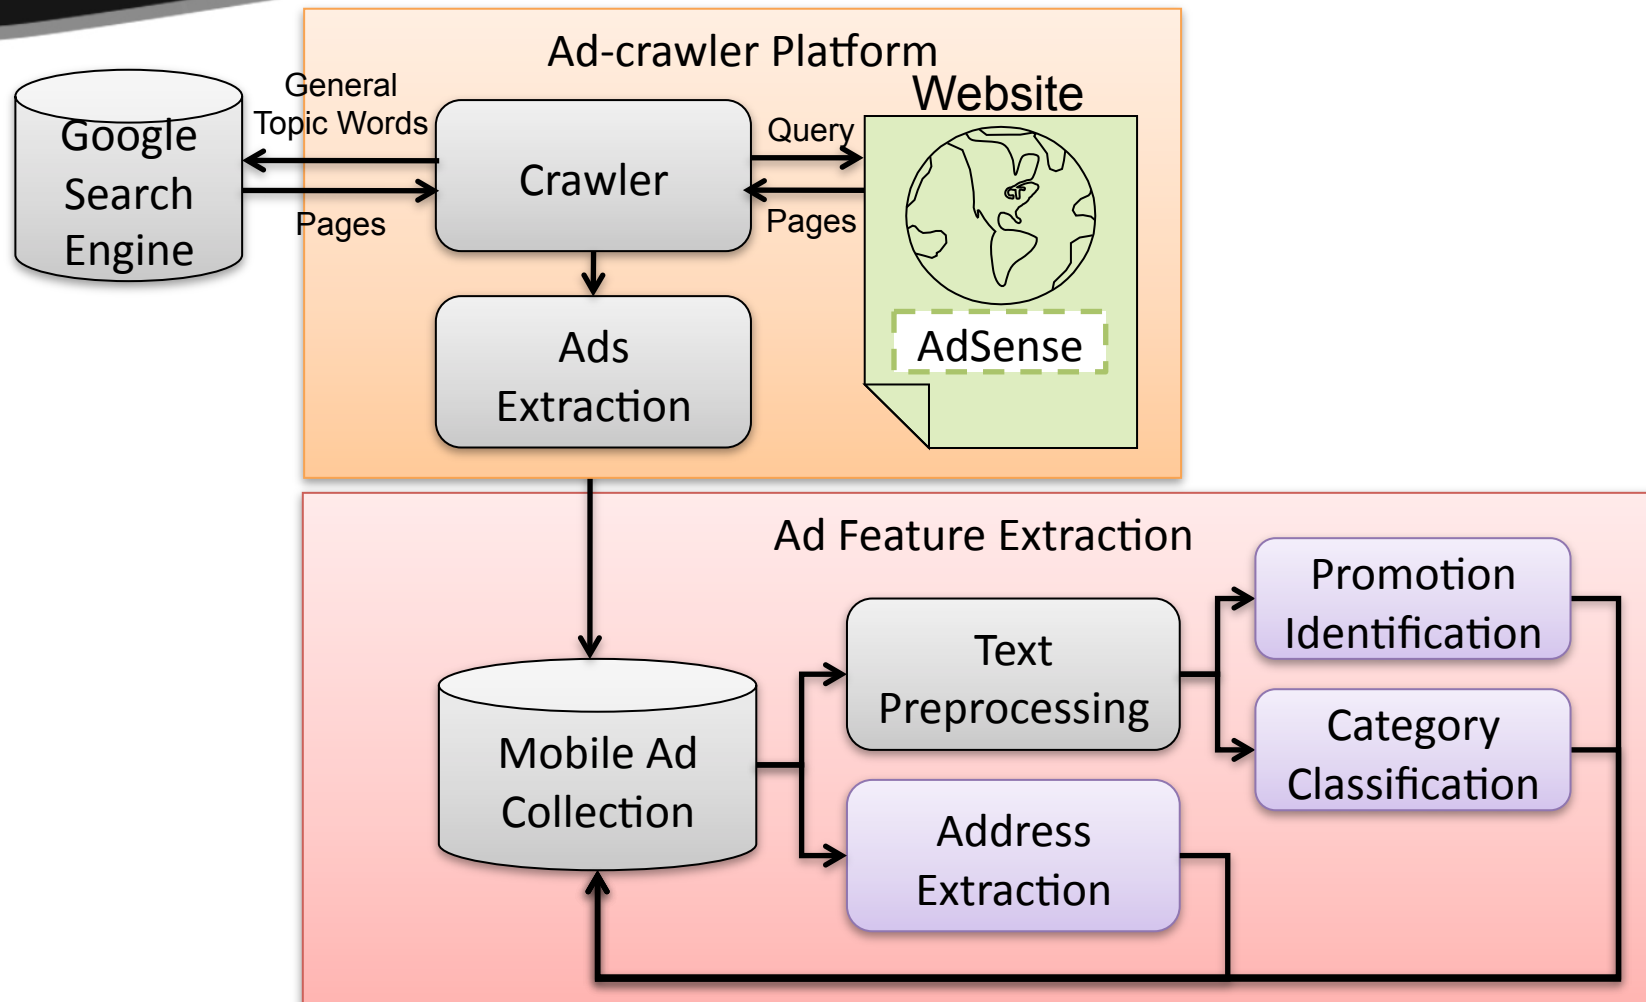 Ad-crawler Platform
Website
General
Topic Words
Google
Search
Engine
Pages
Crawler
Query
Pages
AdSense
Ads
Extraction
Ad Feature Extraction
Mobile Ad
Collection
Text
Preprocessing
Address
Extraction
Promotion
Identification
Category
Classification